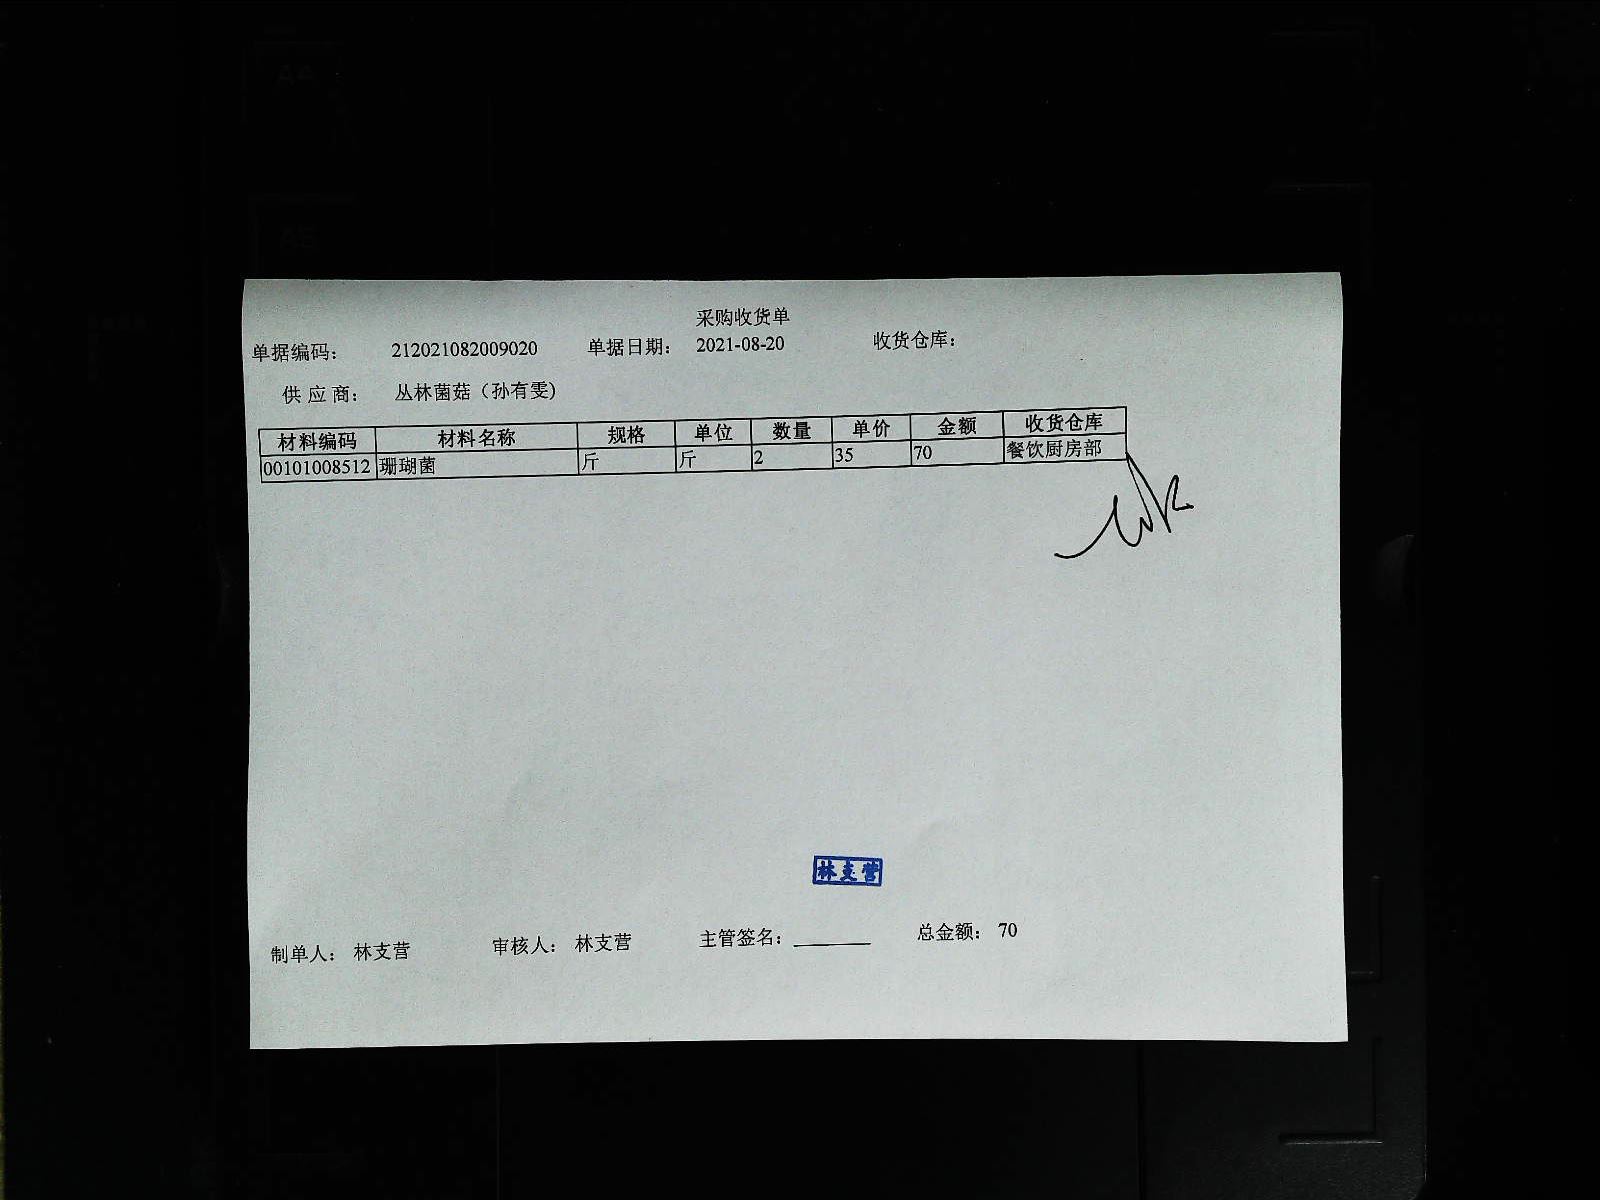 采购收货单
单据编码： 212021082009020 单据日期： 2021-08-20 收货仓库：
供 应 商： 丛林菌菇（孙有雯）
材料编码 材料名称 规格 单位 数量 单价 金额 收货仓库
00101008512 珊瑚菌 斤 斤 2 35 70 餐饮厨房部
林支营
制单人： 林支营 审核人： 林支营 主管签名： 总金额： 70